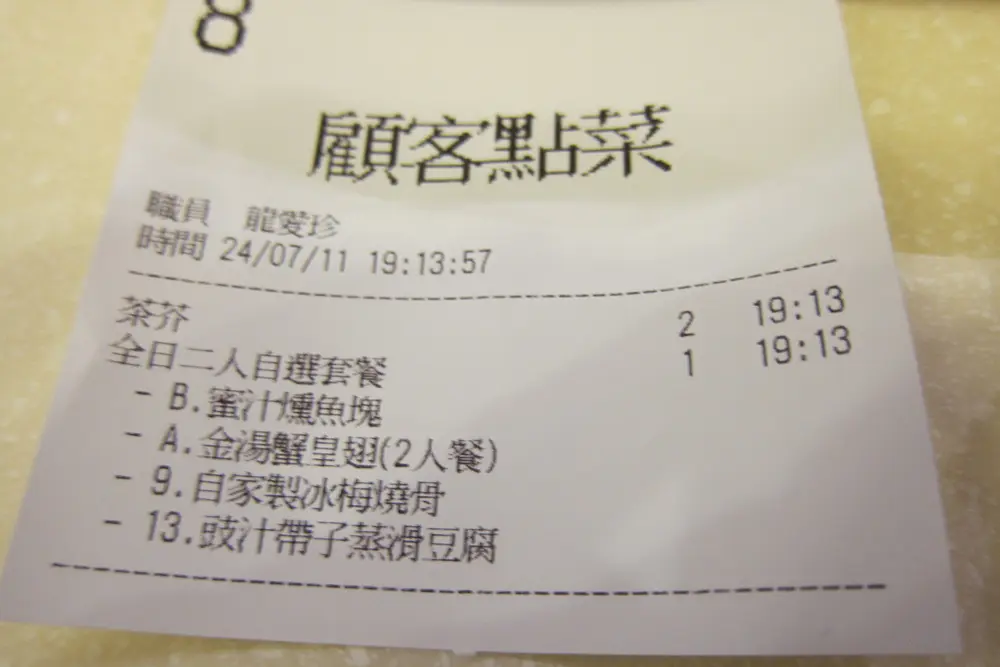 8
顧客點菜
職員 龍愛珍
時間 24/07/11 19:13:57
茶芥 2 19:13
全日二人自選套餐 1 19:13
- B.蜜汁燻魚塊
- A.金湯蟹皇翅(2人餐)
- 9.自家製冰梅燒骨
- 13.豉汁帶子蒸滑豆腐